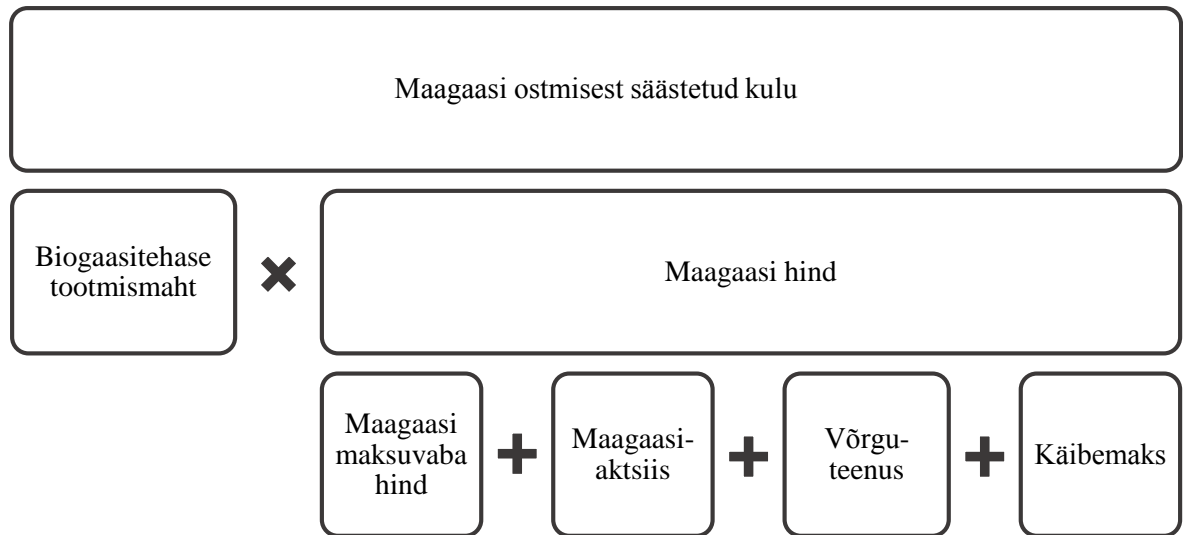 Maagaasi ostmisest säästetud kulu
Biogaasitehase
tootmismaht
Maagaasi hind
Maagaasi
maksuvaba
hind
Maagaasi-
aktsiis
Võrgu-
teenus
Käibemaks